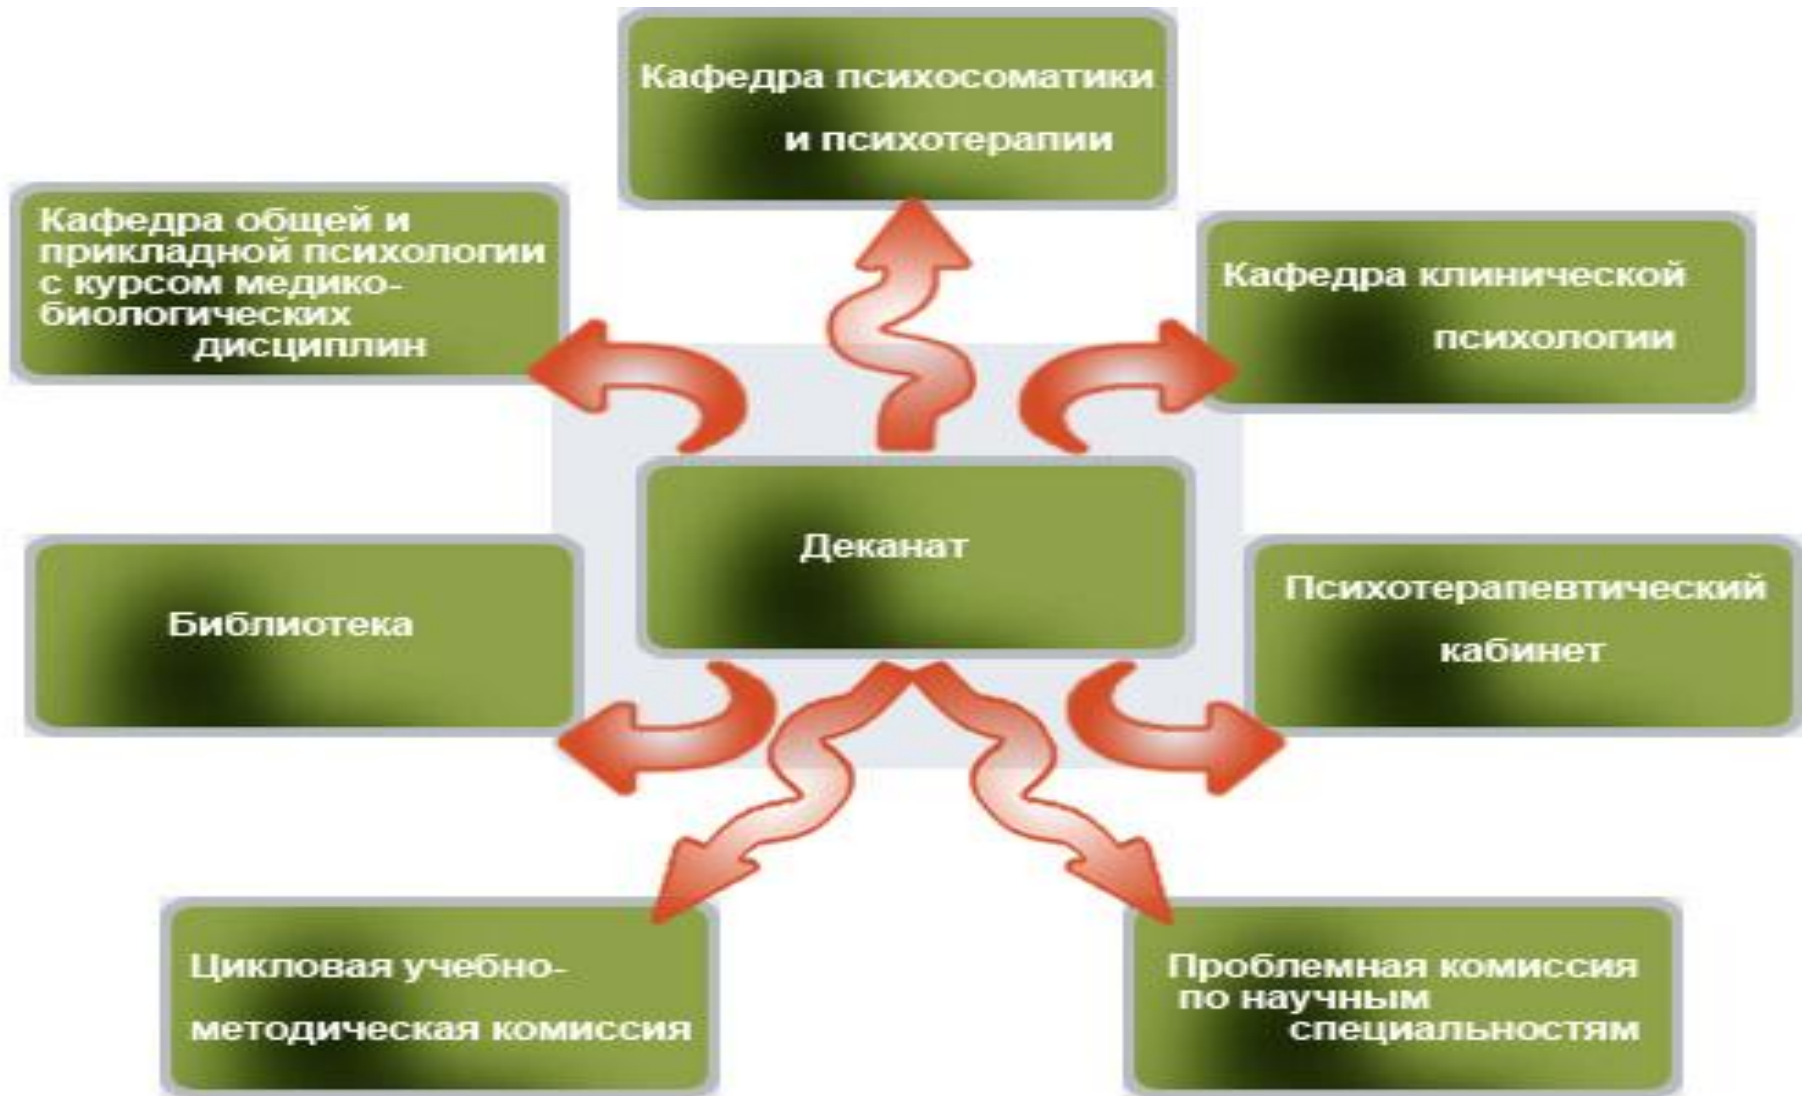 Кафедра психосоматики
и психотерапии
Кафедра общей и
прикладной психологии
с курсом медико-
биологических
дисциплин
Кафедра клинической
психологии
Деканат
Библиотека
Психотерапевтический
кабинет
Цикловая учебно-
методическая комиссия
Проблемная комиссия
по научным
специальностям